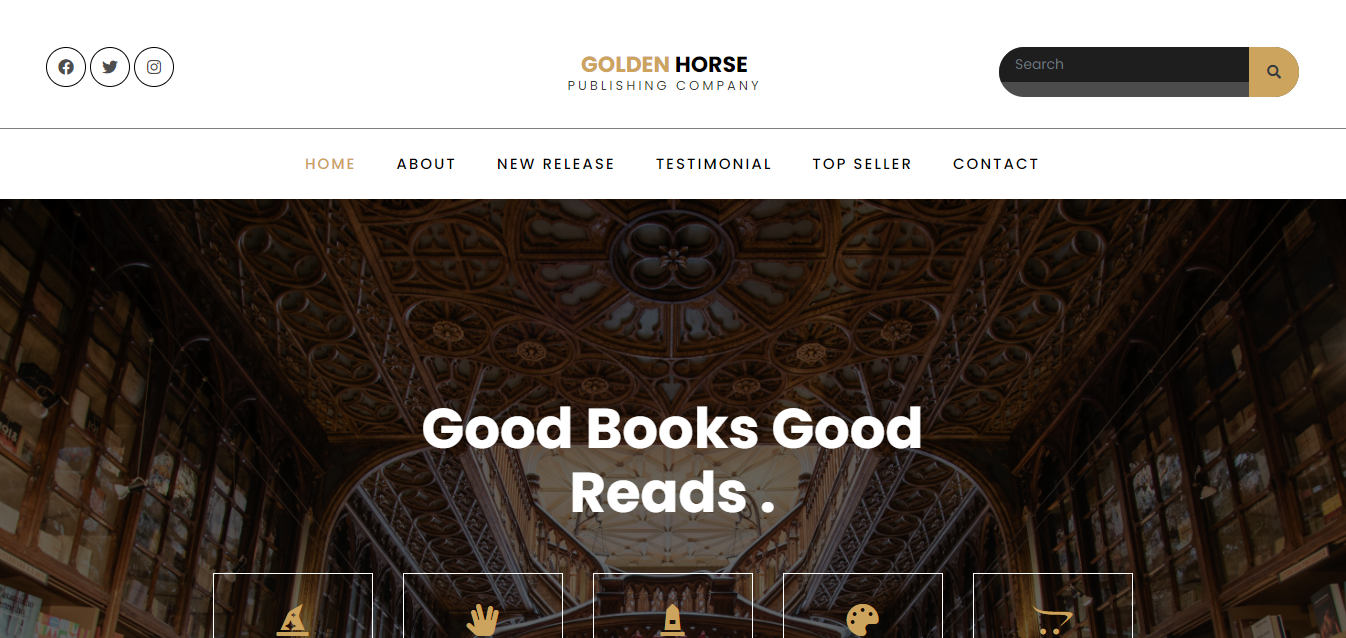 GOLDEN HORSE
PUBLISHING COMPANY
Search
HOME ABOUT NEW RELEASE TESTIMONIAL TOP SELLER CONTACT
Good Books Good
Reads .